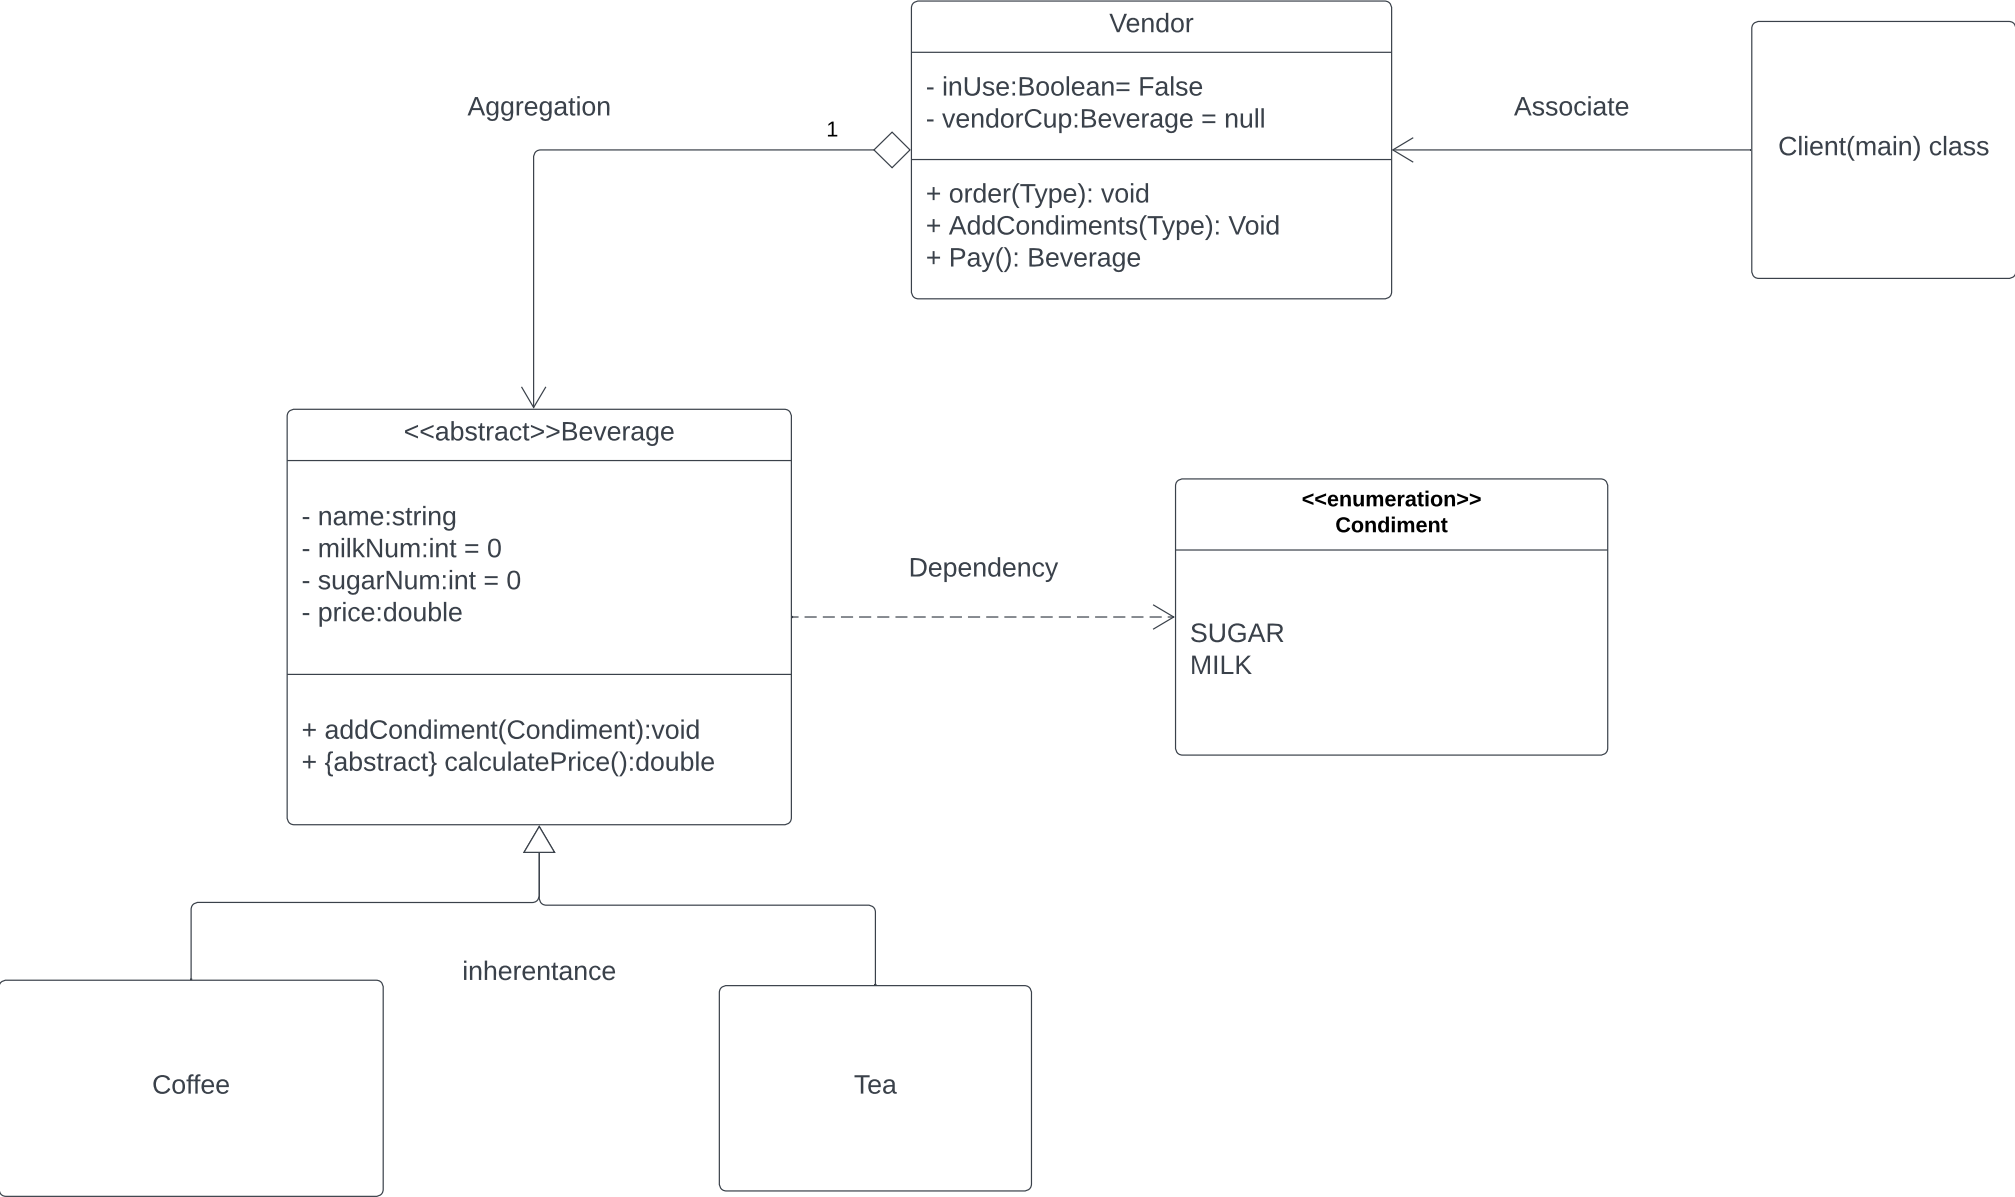 Vendor
- inUse:Boolean= False
- vendorCup:Beverage = null
+ order(Type): void
+ AddCondiments(Type): Void
+ Pay(): Beverage
Aggregation
1
Associate
Client(main) class
<<abstract>>Beverage
- name:string
- milkNum:int = 0
- sugarNum:int = 0
- price:double
+ addCondiment(Condiment):void
+ {abstract} calculatePrice():double
Dependency
<<enumeration>>
Condiment
SUGAR
MILK
inherentance
Coffee
Tea